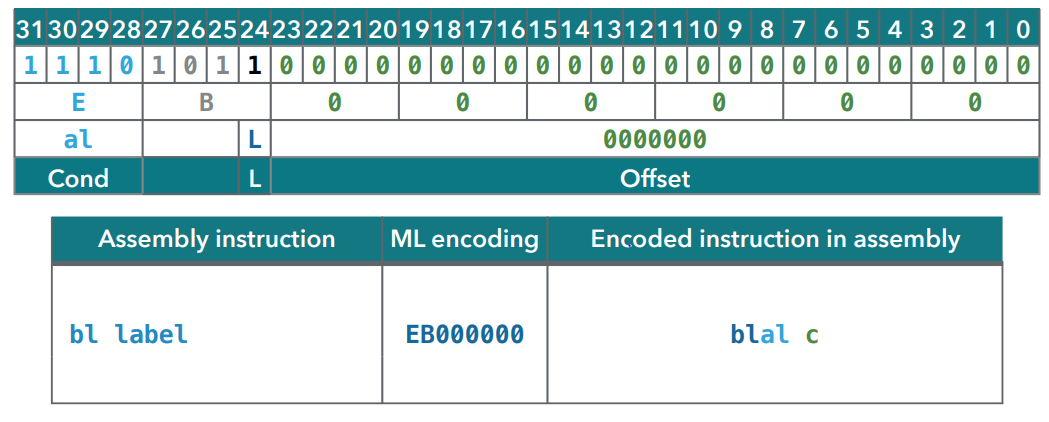 31 30 29 28 27 26 25 24 23 22 21 20 19 18 17 16 15 14 13 12 11 10 9 8 7 6 5 4 3 2 1 0
1 1 1 0 1 0 1 1 0 0 0 0 0 0 0 0 0 0 0 0 0 0 0 0 0 0 0 0 0 0 0 0
E B 0 0 0 0 0 0
al L 0000000
Cond L Offset
Assembly instruction ML encoding Encoded instruction in assembly
bl label EB000000 blal c